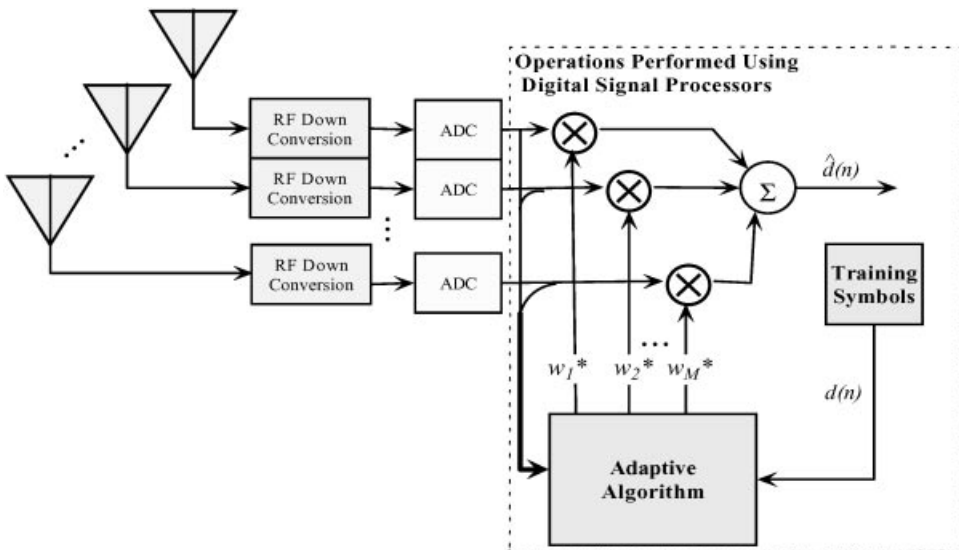 Operations Performed Using
Digital Signal Processors
RF Down
Conversion
ADC
RF Down
Conversion
ADC
...
...
RF Down
Conversion
ADC
Σ
d̂(n)
Training
Symbols
...
w₁*
w₂*
w_M*
d(n)
Adaptive
Algorithm